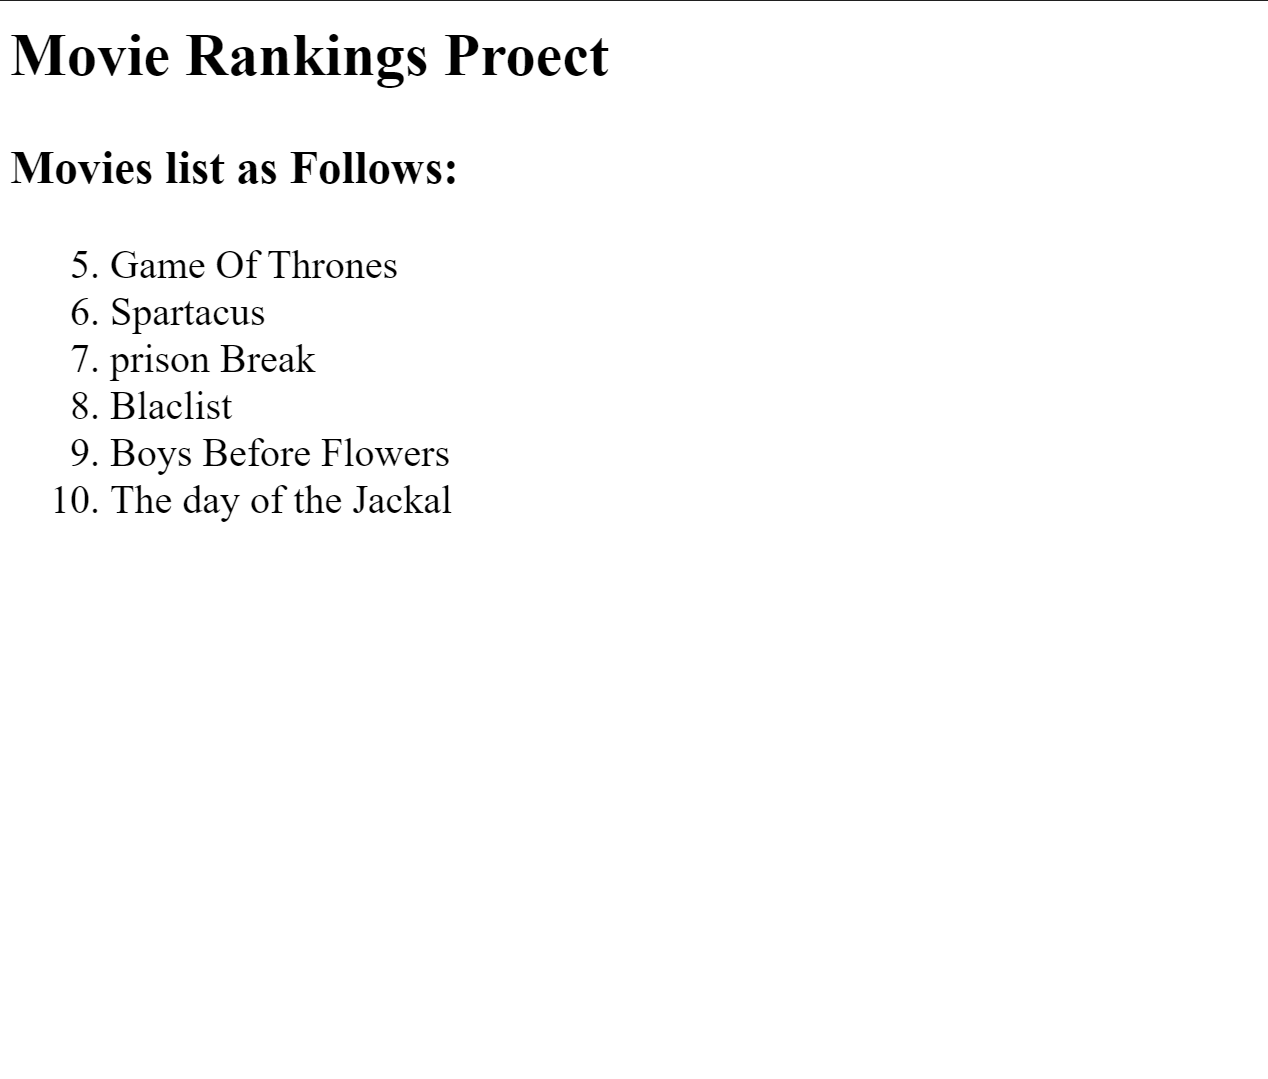 Movie Rankings Proect
Movies list as Follows:
5. Game Of Thrones
6. Spartacus
7. prison Break
8. Blaclist
9. Boys Before Flowers
10. The day of the Jackal